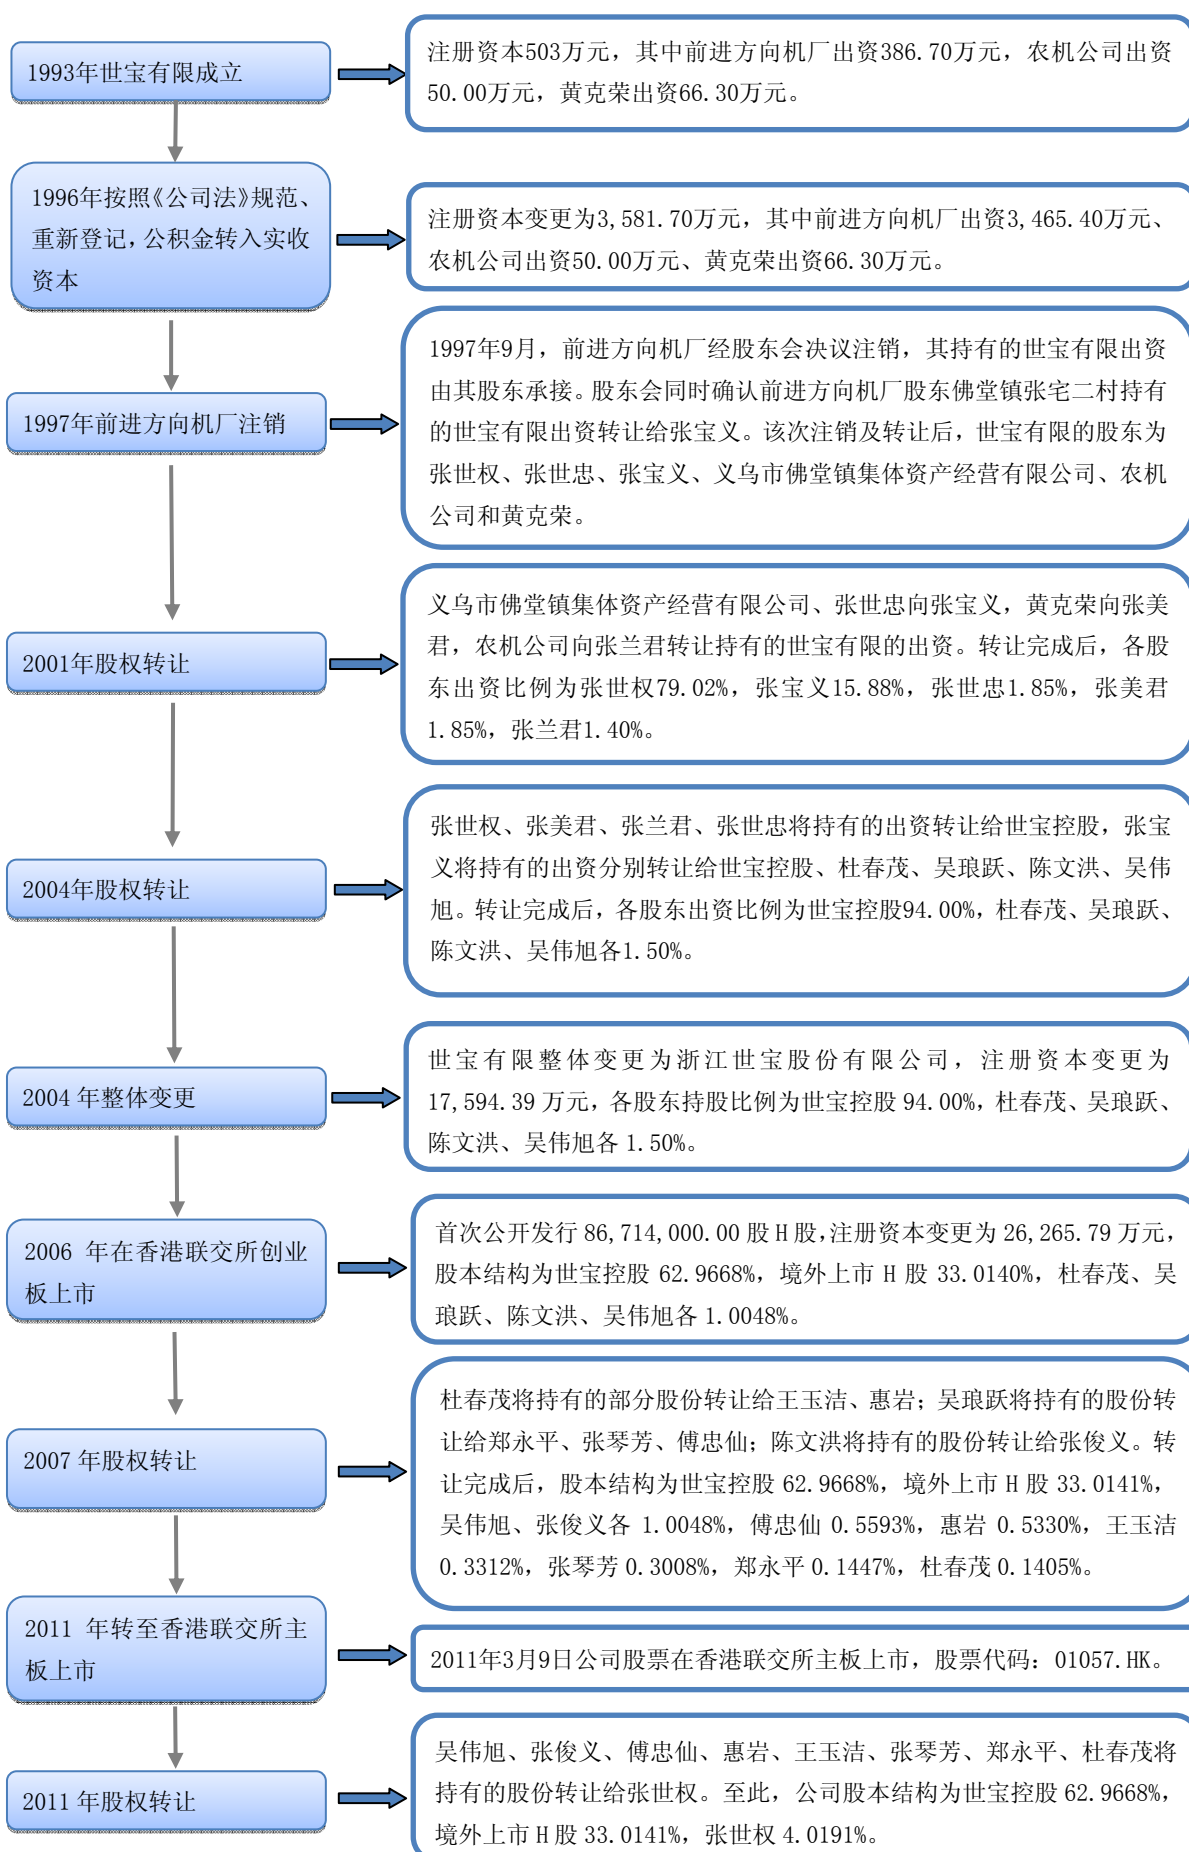 1993年世宝有限成立
注册资本503万元，其中前进方向机厂出资386.70万元，农机公司出资
50.00万元，黄克荣出资66.30万元。
1996年按照《公司法》规范、
重新登记，公积金转入实收
资本
注册资本变更为3,581.70万元，其中前进方向机厂出资3,465.40万元、
农机公司出资50.00万元、黄克荣出资66.30万元。
1997年前进方向机厂注销
1997年9月，前进方向机厂经股东会决议注销，其持有的世宝有限出资
由其股东承接。股东会同时确认前进方向机厂股东佛堂镇张宅二村持有
的世宝有限出资转让给张宝义。该次注销及转让后，世宝有限的股东为
张世权、张世忠、张宝义、义乌市佛堂镇集体资产经营有限公司、农机
公司和黄克荣。
2001年股权转让
义乌市佛堂镇集体资产经营有限公司、张世忠向张宝义，黄克荣向张美
君，农机公司向张兰君转让持有的世宝有限的出资。转让完成后，各股
东出资比例为张世权79.02%，张宝义15.88%，张世忠1.85%，张美君
1.85%，张兰君1.40%。
2004年股权转让
张世权、张美君、张兰君、张世忠将持有的出资转让给世宝控股，张宝
义将持有的出资分别转让给世宝控股、杜春茂、吴琅跃、陈文洪、吴伟
旭。转让完成后，各股东出资比例为世宝控股94.00%，杜春茂、吴琅跃、
陈文洪、吴伟旭各1.50%。
2004 年整体变更
世宝有限整体变更为浙江世宝股份有限公司，注册资本变更为
17,594.39 万元，各股东持股比例为世宝控股 94.00%，杜春茂、吴琅跃、
陈文洪、吴伟旭各 1.50%。
2006 年在香港联交所创业
板上市
首次公开发行 86,714,000.00 股 H 股，注册资本变更为 26,265.79 万元，
股本结构为世宝控股 62.9668%，境外上市 H 股 33.0140%，杜春茂、吴
琅跃、陈文洪、吴伟旭各 1.0048%。
2007 年股权转让
杜春茂将持有的部分股份转让给王玉洁、惠岩；吴琅跃将持有的股份转
让给郑永平、张琴芳、傅忠仙；陈文洪将持有的股份转让给张俊义。转
让完成后，股本结构为世宝控股 62.9668%，境外上市 H 股 33.0141%，
吴伟旭、张俊义各 1.0048%，傅忠仙 0.5593%，惠岩 0.5330%，王玉洁
0.3312%，张琴芳 0.3008%，郑永平 0.1447%，杜春茂 0.1405%。
2011 年转至香港联交所主
板上市
2011年3月9日公司股票在香港联交所主板上市，股票代码：01057.HK。
2011 年股权转让
吴伟旭、张俊义、傅忠仙、惠岩、王玉洁、张琴芳、郑永平、杜春茂将
持有的股份转让给张世权。至此，公司股本结构为世宝控股 62.9668%，
境外上市 H 股 33.0141%，张世权 4.0191%。